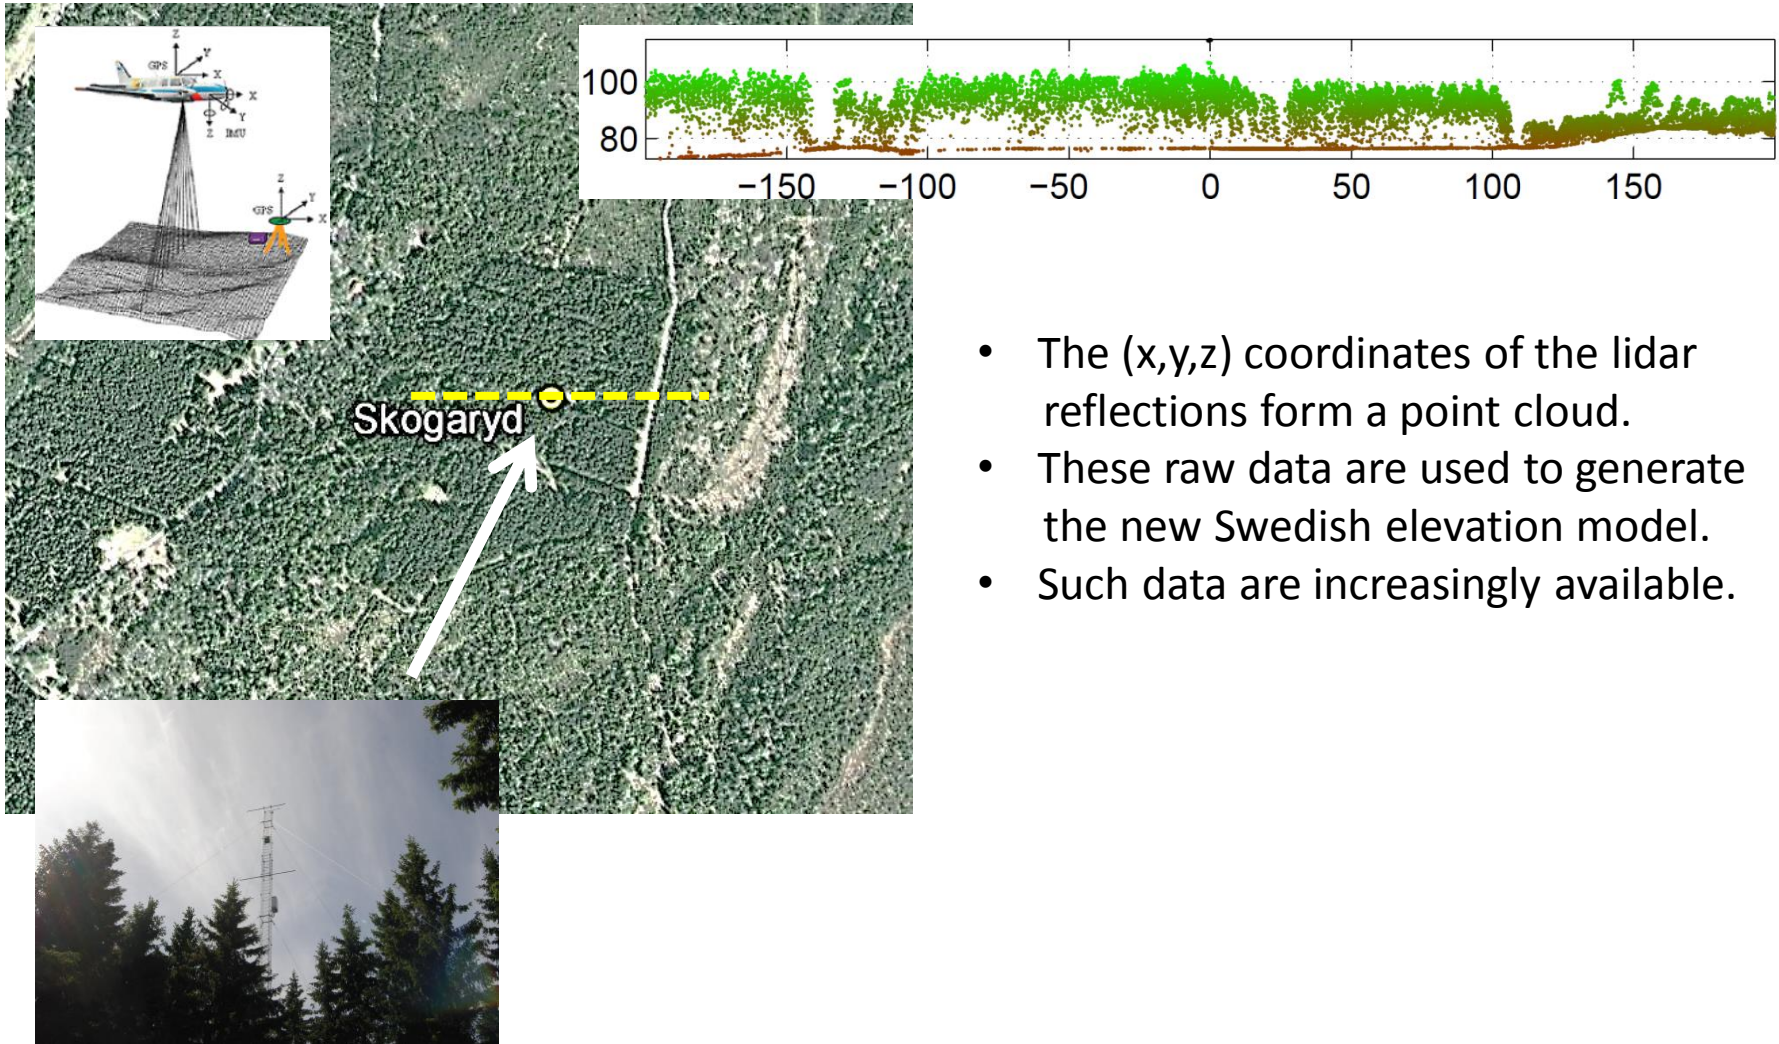 Z
Y
GPS
X
X
Y
Z IMU
Z
Y
GPS
X
100
80
−150 −100 −50 0 50 100 150
Skogaryd
• The (x,y,z) coordinates of the lidar
reflections form a point cloud.
• These raw data are used to generate
the new Swedish elevation model.
• Such data are increasingly available.